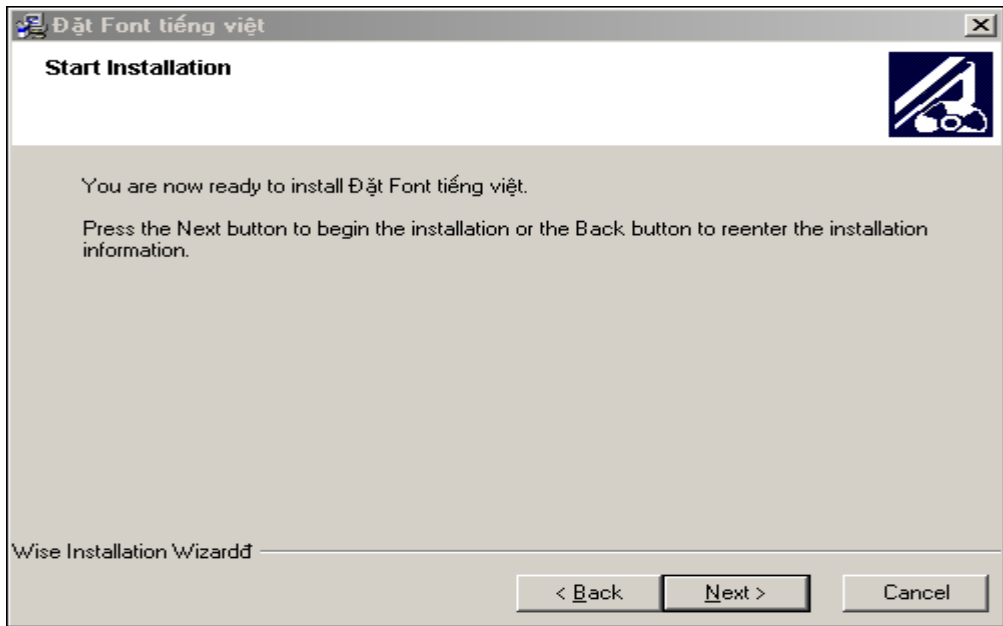 Đặt Font tiếng việt
Start Installation
You are now ready to install Đặt Font tiếng việt.
Press the Next button to begin the installation or the Back button to reenter the installation
information.
Wise Installation Wizardđ
< Back Next > Cancel